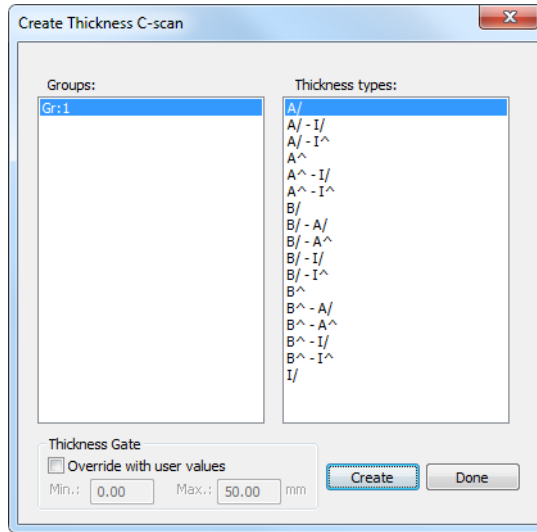 Create Thickness C-scan
Groups:
Gr:1
Thickness types:
A/
A/ - I/
A/ - I^
A^
A^ - I/
A^ - I^
B/
B/ - A/
B/ - A^
B/ - I/
B/ - I^
B^
B^ - A/
B^ - A^
B^ - I/
B^ - I^
I/
Thickness Gate
Override with user values
Min.: 0.00 Max.: 50.00 mm
Create Done